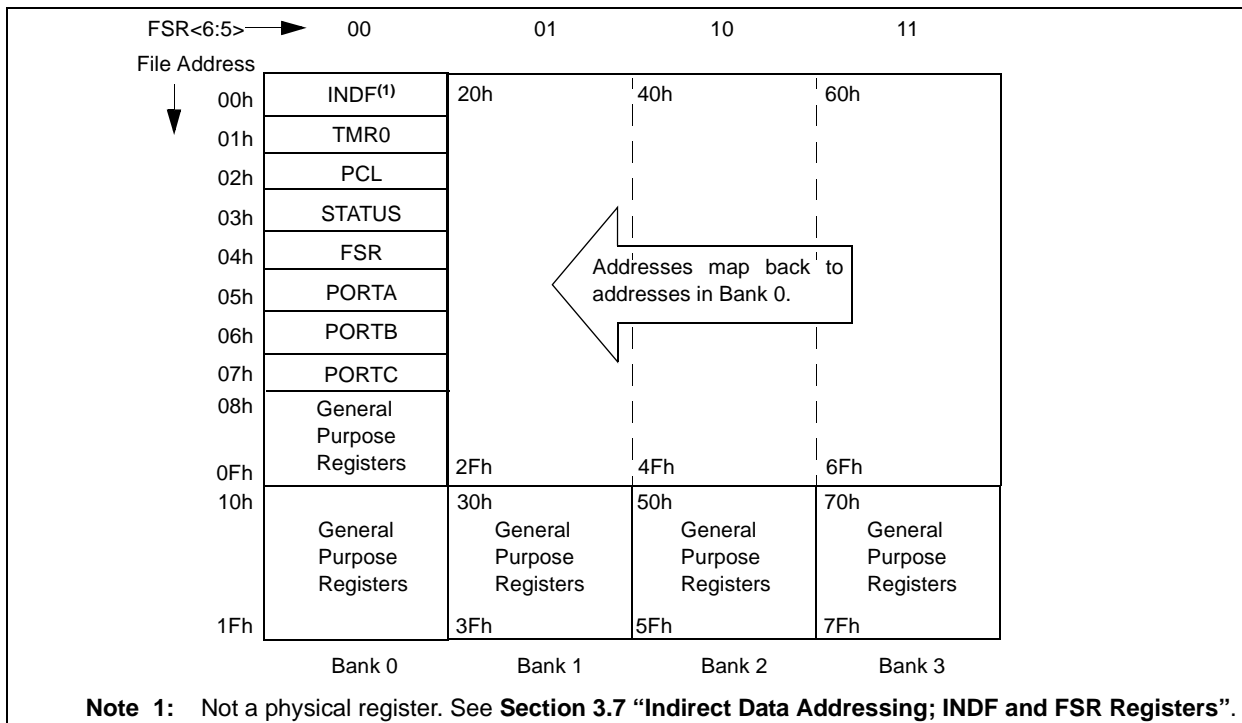 FSR<6:5> 00 01 10 11
File Address
00h INDF(1) 20h 40h 60h
01h TMR0
02h PCL
03h STATUS
04h FSR
Addresses map back to
addresses in Bank 0.
05h PORTA
06h PORTB
07h PORTC
08h General
Purpose
Registers
0Fh 2Fh 4Fh 6Fh
10h 30h 50h 70h
General General General General
Purpose Purpose Purpose Purpose
Registers Registers Registers Registers
1Fh 3Fh 5Fh 7Fh
Bank 0 Bank 1 Bank 2 Bank 3
Note 1: Not a physical register. See Section 3.7 “Indirect Data Addressing; INDF and FSR Registers”.